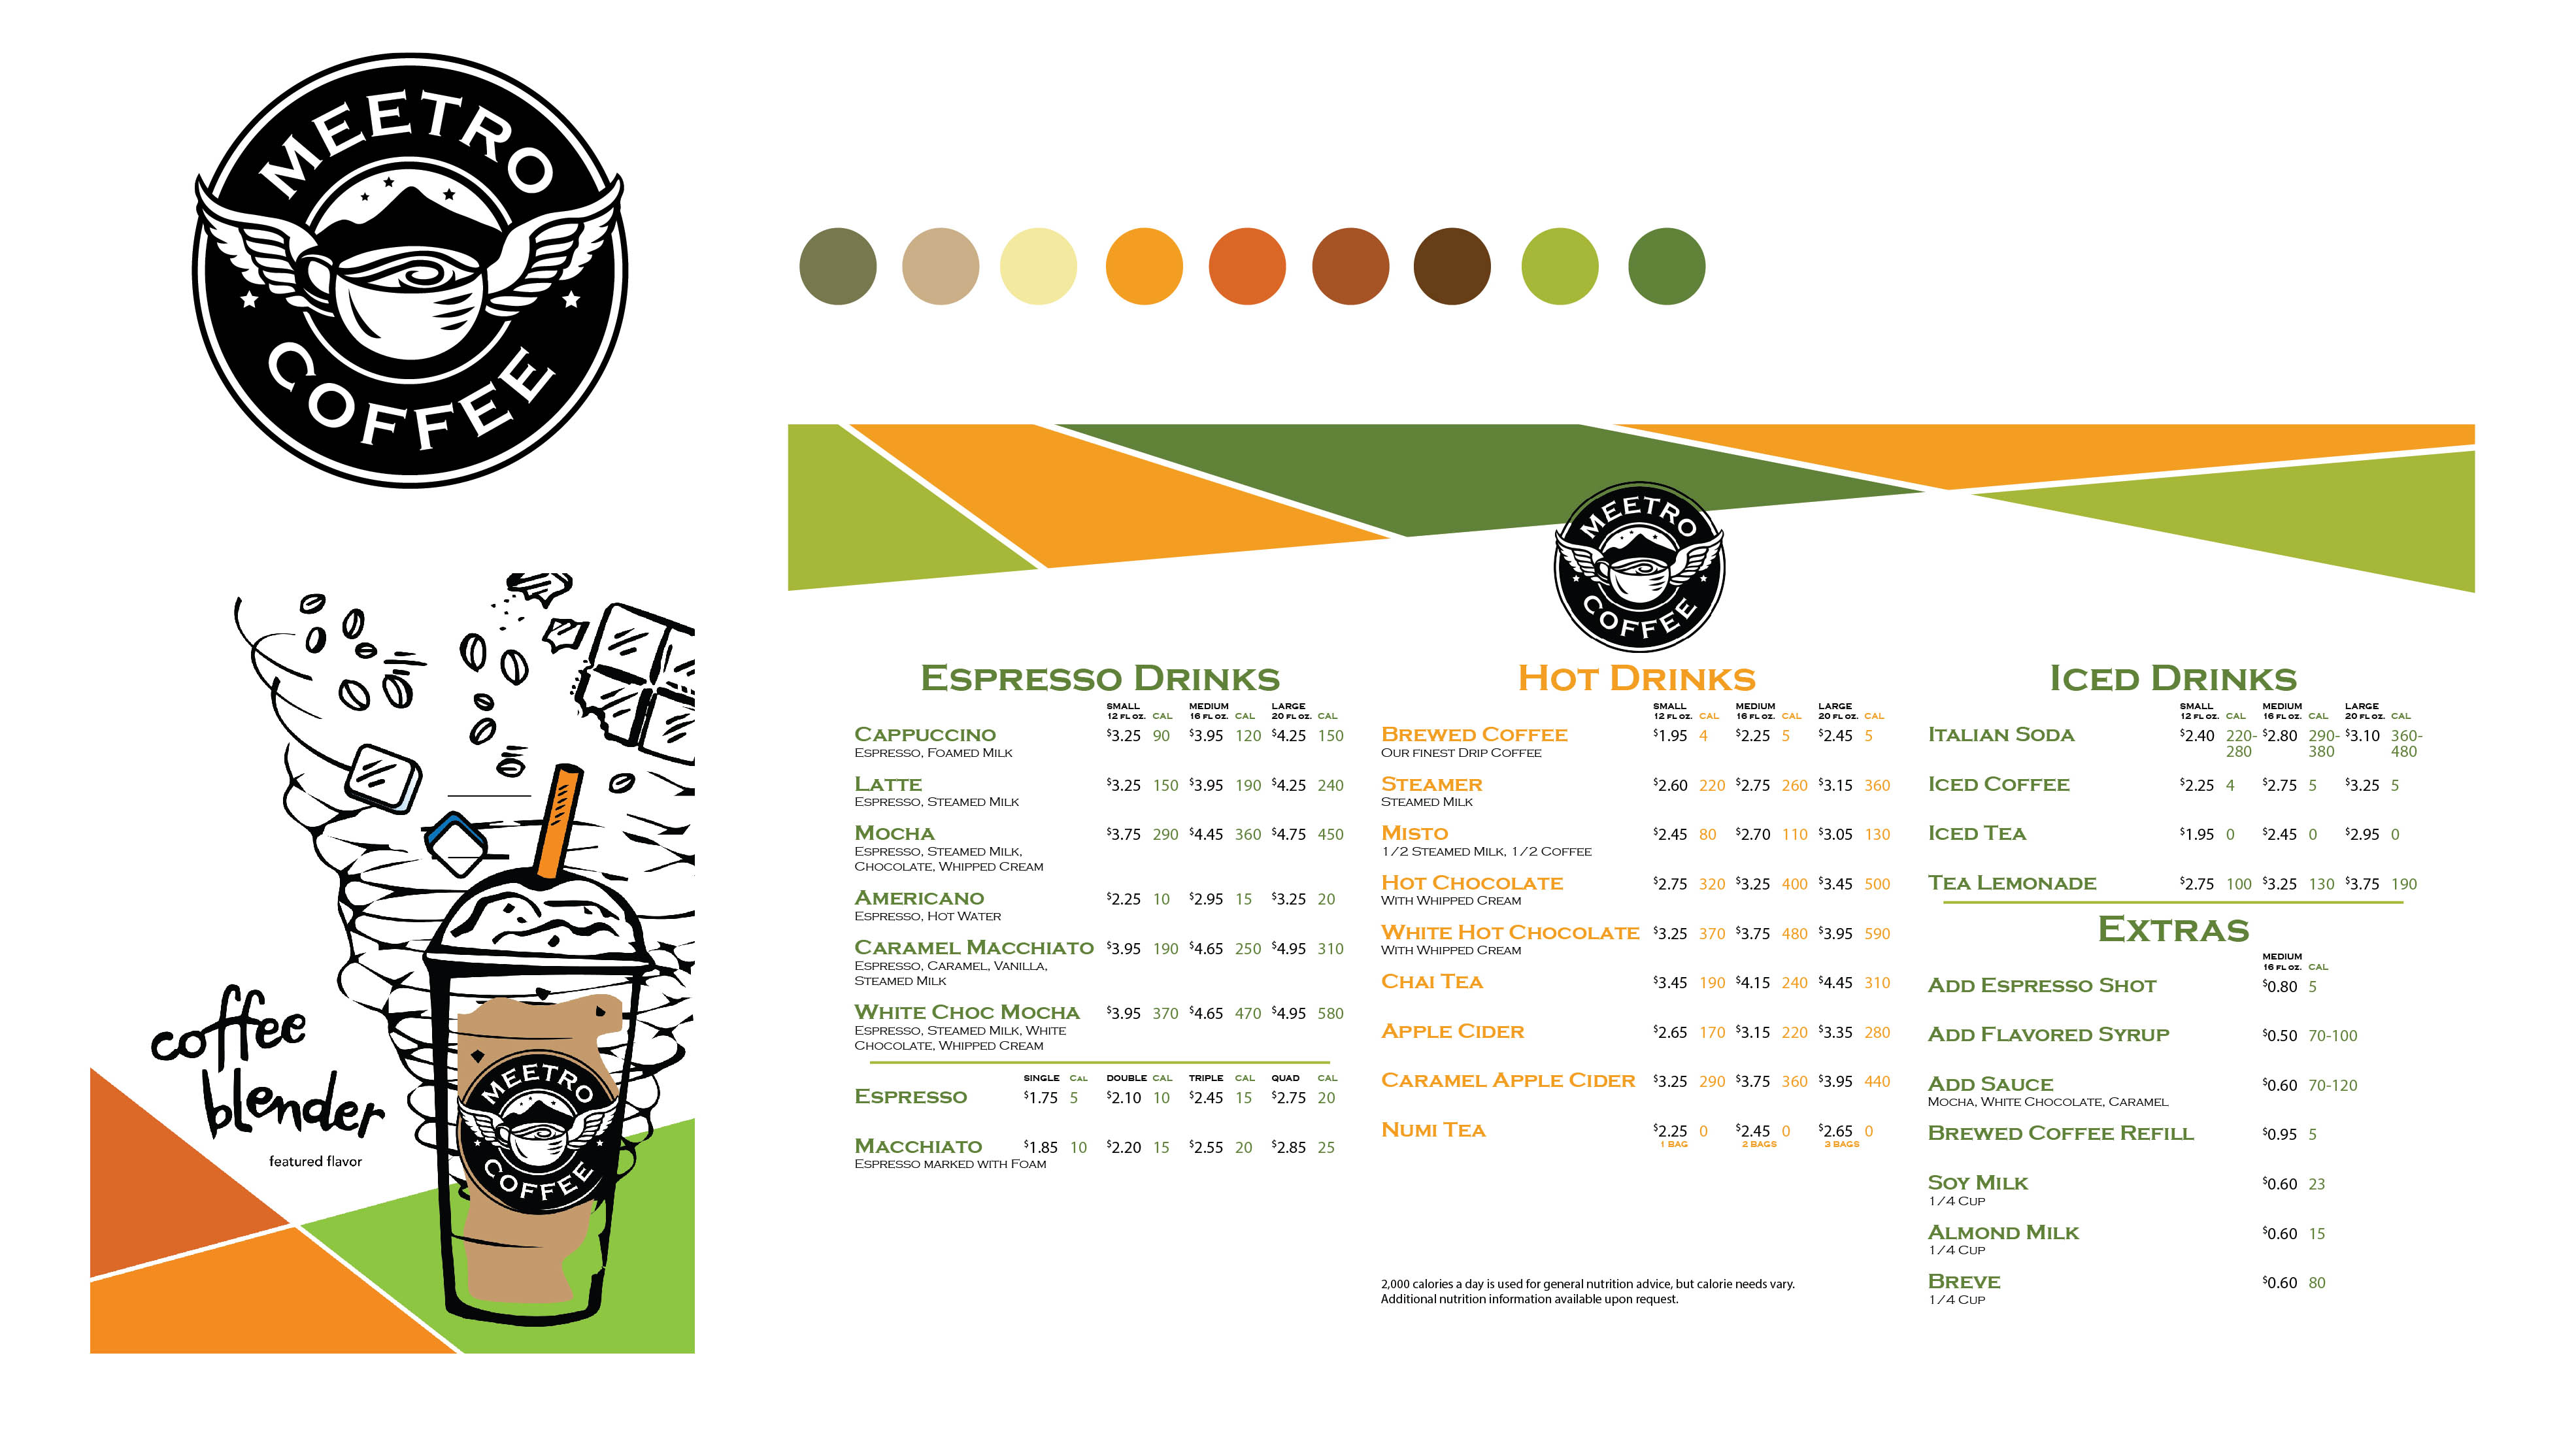 MEETRO
COFFEE
coffee
blender
featured flavor
MEETRO
COFFEE
MEETRO
COFFEE
ESPRESSO DRINKS
SMALL MEDIUM LARGE
12 FL OZ. CAL 16 FL OZ. CAL 20 FL OZ. CAL
CAPPUCCINO $3.25 90 $3.95 120 $4.25 150
ESPRESSO, FOAMED MILK
LATTE $3.25 150 $3.95 190 $4.25 240
ESPRESSO, STEAMED MILK
MOCHA $3.75 290 $4.45 360 $4.75 450
ESPRESSO, STEAMED MILK,
CHOCOLATE, WHIPPED CREAM
AMERICANO $2.25 10 $2.95 15 $3.25 20
ESPRESSO, HOT WATER
CARAMEL MACCHIATO $3.95 190 $4.65 250 $4.95 310
ESPRESSO, CARAMEL, VANILLA,
STEAMED MILK
WHITE CHOC MOCHA $3.95 370 $4.65 470 $4.95 580
ESPRESSO, STEAMED MILK, WHITE
CHOCOLATE, WHIPPED CREAM
SINGLE CAL DOUBLE CAL TRIPLE CAL QUAD CAL
ESPRESSO $1.75 5 $2.10 10 $2.45 15 $2.75 20
MACCHIATO $1.85 10 $2.20 15 $2.55 20 $2.85 25
ESPRESSO MARKED WITH FOAM
HOT DRINKS
SMALL MEDIUM LARGE
12 FL OZ. CAL 16 FL OZ. CAL 20 FL OZ. CAL
BREWED COFFEE $1.95 4 $2.25 5 $2.45 5
OUR FINEST DRIP COFFEE
STEAMER $2.60 220 $2.75 260 $3.15 360
STEAMED MILK
MISTO $2.45 80 $2.70 110 $3.05 130
1/2 STEAMED MILK, 1/2 COFFEE
HOT CHOCOLATE $2.75 320 $3.25 400 $3.45 500
WITH WHIPPED CREAM
WHITE HOT CHOCOLATE $3.25 370 $3.75 480 $3.95 590
WITH WHIPPED CREAM
CHAI TEA $3.45 190 $4.15 240 $4.45 310
APPLE CIDER $2.65 170 $3.15 220 $3.35 280
CARAMEL APPLE CIDER $3.25 290 $3.75 360 $3.95 440
NUMI TEA $2.25 0 $2.45 0 $2.65 0
1 BAG 2 BAGS 3 BAGS
2,000 calories a day is used for general nutrition advice, but calorie needs vary.
Additional nutrition information available upon request.
ICED DRINKS
SMALL MEDIUM LARGE
12 FL OZ. CAL 16 FL OZ. CAL 20 FL OZ. CAL
ITALIAN SODA $2.40 220- $2.80 290- $3.10 360-
280 380 480
ICED COFFEE $2.25 4 $2.75 5 $3.25 5
ICED TEA $1.95 0 $2.45 0 $2.95 0
TEA LEMONADE $2.75 100 $3.25 130 $3.75 190
EXTRAS
MEDIUM
16 FL OZ. CAL
ADD ESPRESSO SHOT $0.80 5
ADD FLAVORED SYRUP $0.50 70-100
ADD SAUCE $0.60 70-120
MOCHA, WHITE CHOCOLATE, CARAMEL
BREWED COFFEE REFILL $0.95 5
SOY MILK $0.60 23
1/4 CUP
ALMOND MILK $0.60 15
1/4 CUP
BREVE $0.60 80
1/4 CUP